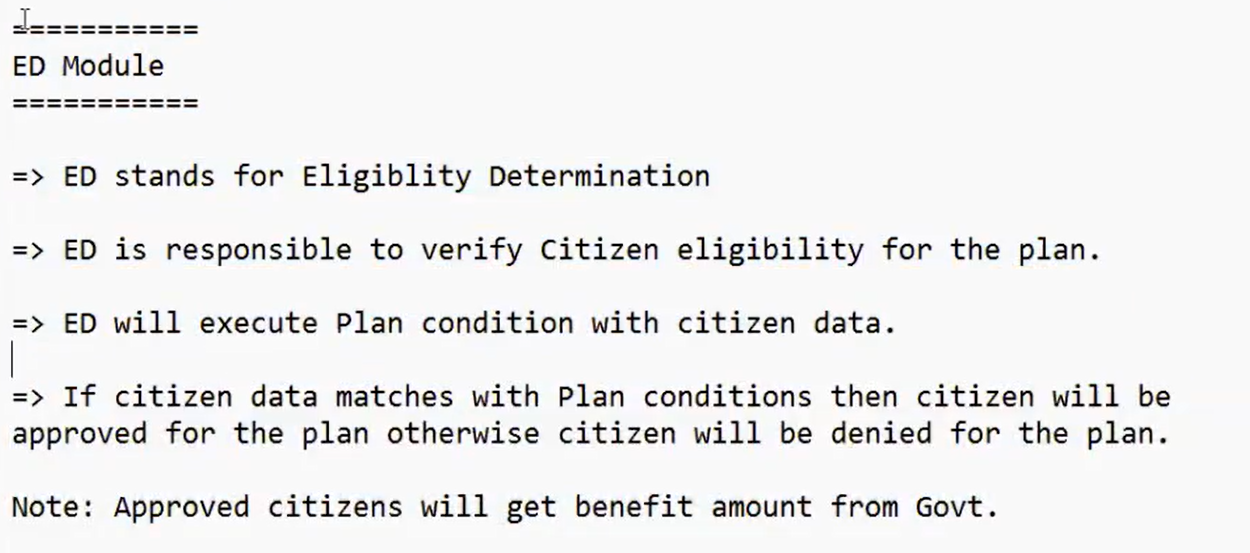 ===========
ED Module
===========
=> ED stands for Eligiblity Determination
=> ED is responsible to verify Citizen eligibility for the plan.
=> ED will execute Plan condition with citizen data.
=> If citizen data matches with Plan conditions then citizen will be
approved for the plan otherwise citizen will be denied for the plan.
Note: Approved citizens will get benefit amount from Govt.